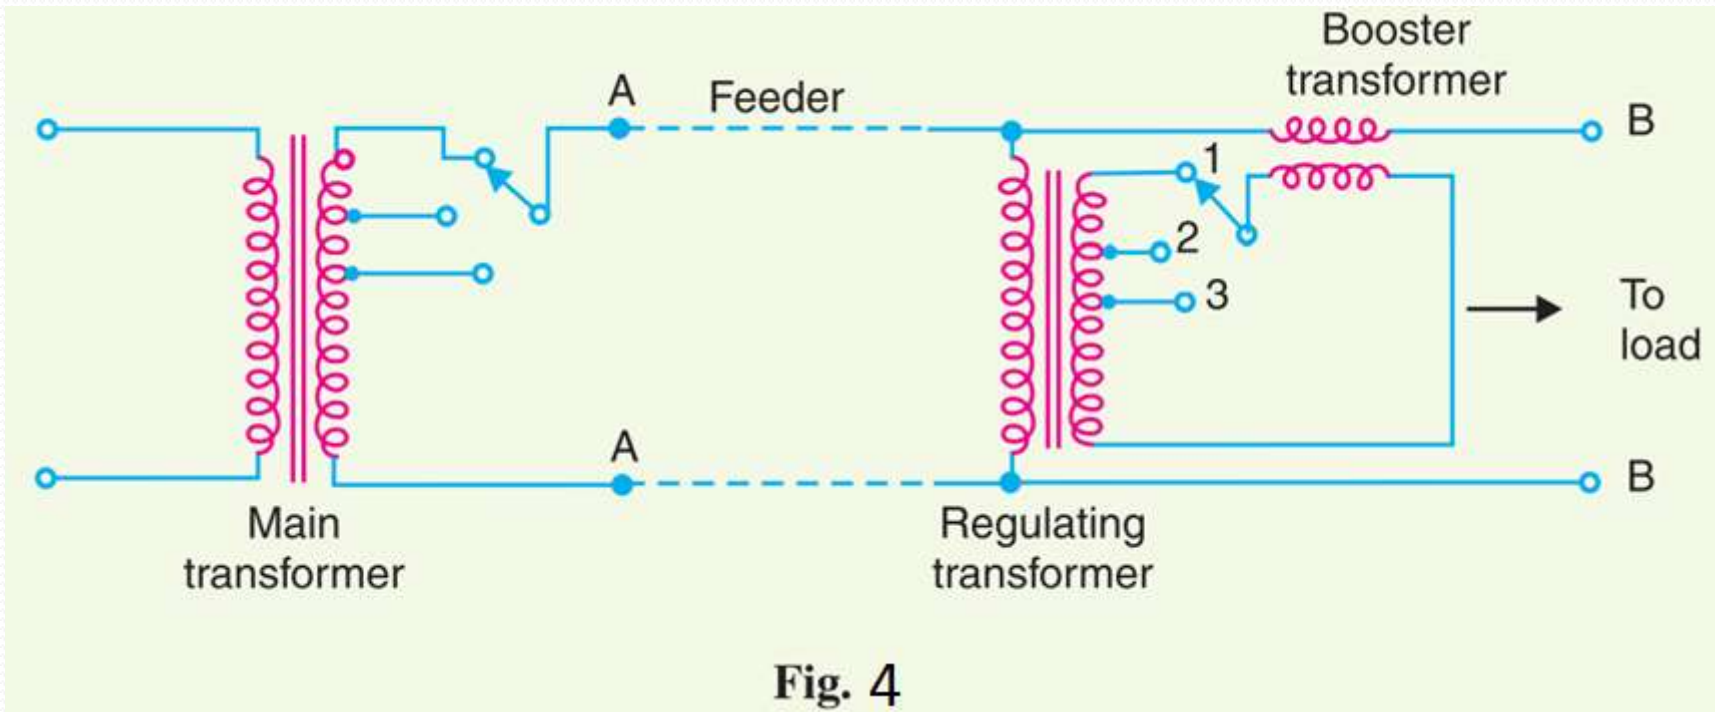 Booster
transformer
A
Feeder
B
1
2
3
To
load
A
B
Main
transformer
Regulating
transformer
Fig. 4